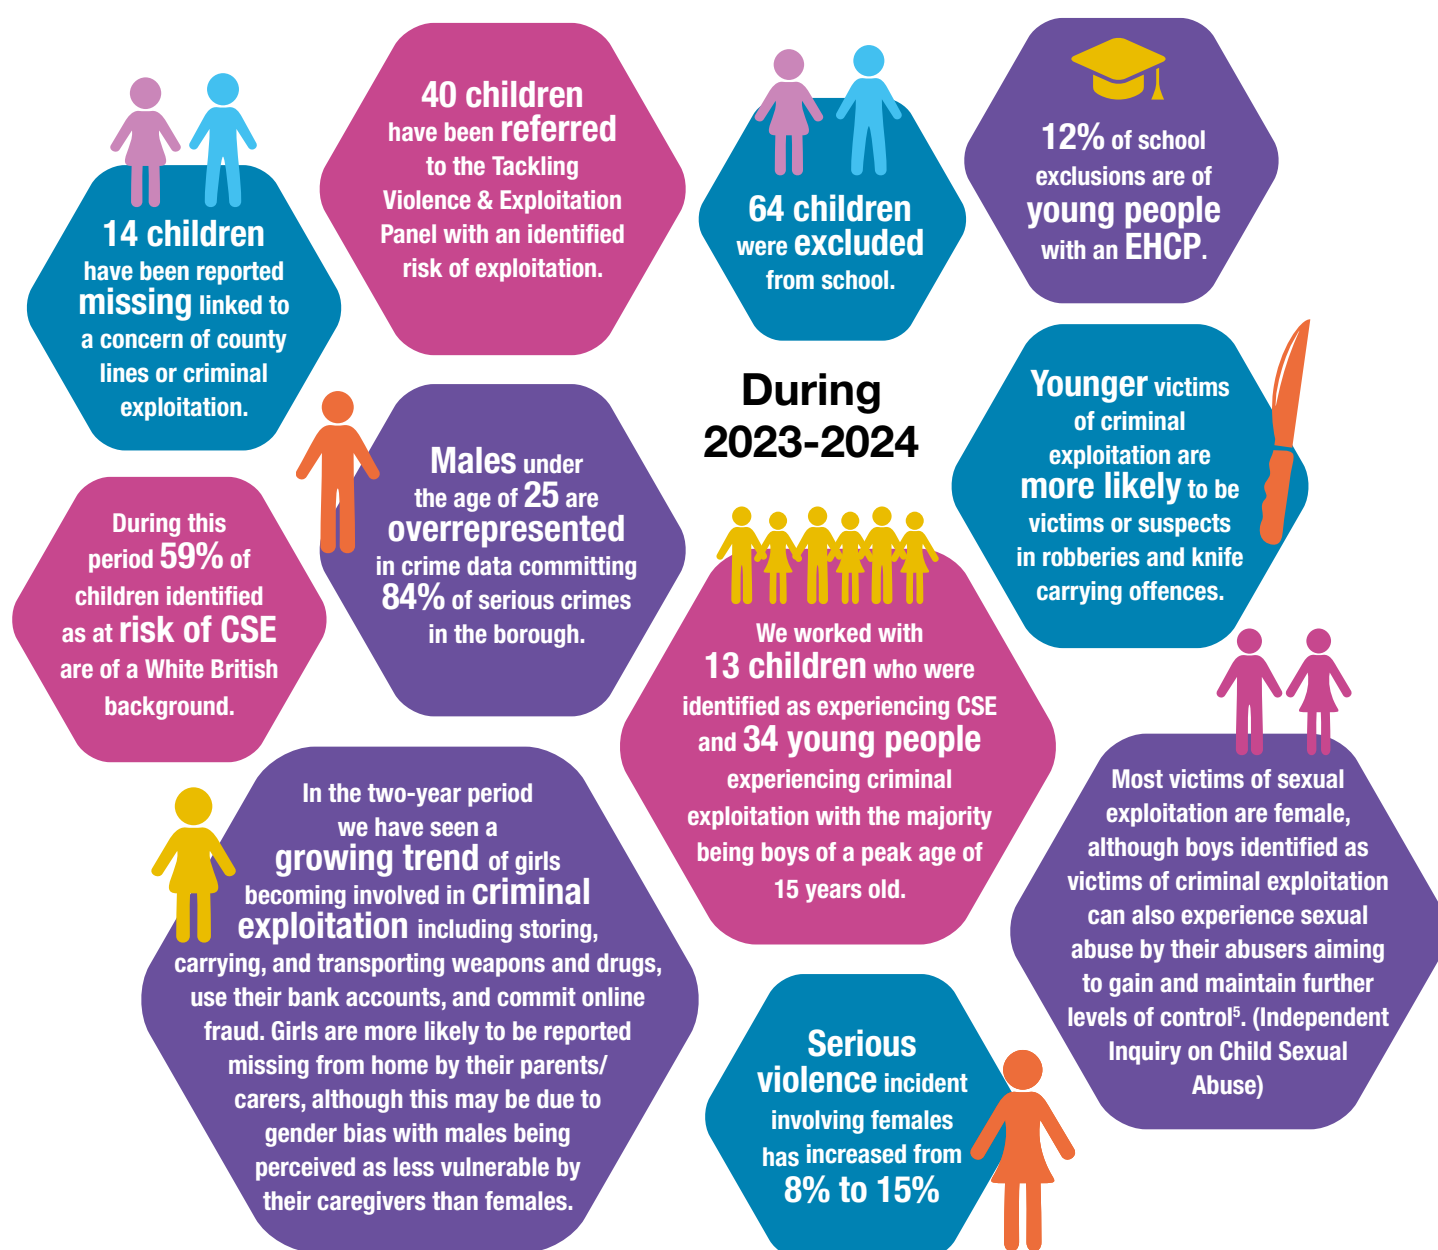 14 children
have been reported
missing linked to
a concern of county
lines or criminal
exploitation.
40 children
have been referred
to the Tackling
Violence & Exploitation
Panel with an identified
risk of exploitation.
64 children
were excluded
from school.
12% of school
exclusions are of
young people
with an EHCP.
During
2023-2024
Younger victims
of criminal
exploitation are
more likely to be
victims or suspects
in robberies and knife
carrying offences.
Males under
the age of 25 are
overrepresented
in crime data committing
84% of serious crimes
in the borough.
During this
period 59% of
children identified
as at risk of CSE
are of a White British
background.
We worked with
13 children who were
identified as experiencing CSE
and 34 young people
experiencing criminal
exploitation with the majority
being boys of a peak age of
15 years old.
Most victims of sexual
exploitation are female,
although boys identified as
victims of criminal exploitation
can also experience sexual
abuse by their abusers aiming
to gain and maintain further
levels of control⁵. (Independent
Inquiry on Child Sexual
Abuse)
In the two-year period
we have seen a
growing trend of girls
becoming involved in criminal
exploitation including storing,
carrying, and transporting weapons and drugs,
use their bank accounts, and commit online
fraud. Girls are more likely to be reported
missing from home by their parents/
carers, although this may be due to
gender bias with males being
perceived as less vulnerable by
their caregivers than females.
Serious
violence incident
involving females
has increased from
8% to 15%